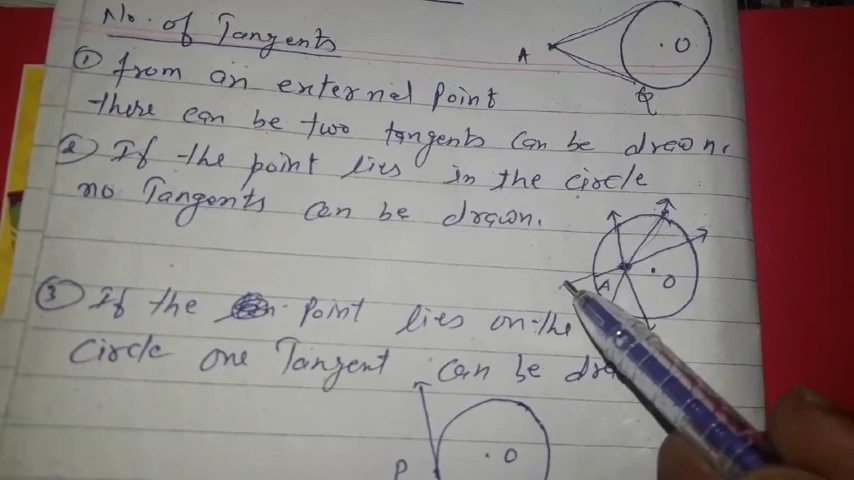 No. of Tangents
A
O
Q
① from an external point
there can be two tangents can be drawn.
② If the point lies in the circle
no Tangents can be drawn.
A
O
③ If the point lies on the
Circle one Tangent can be
P
O